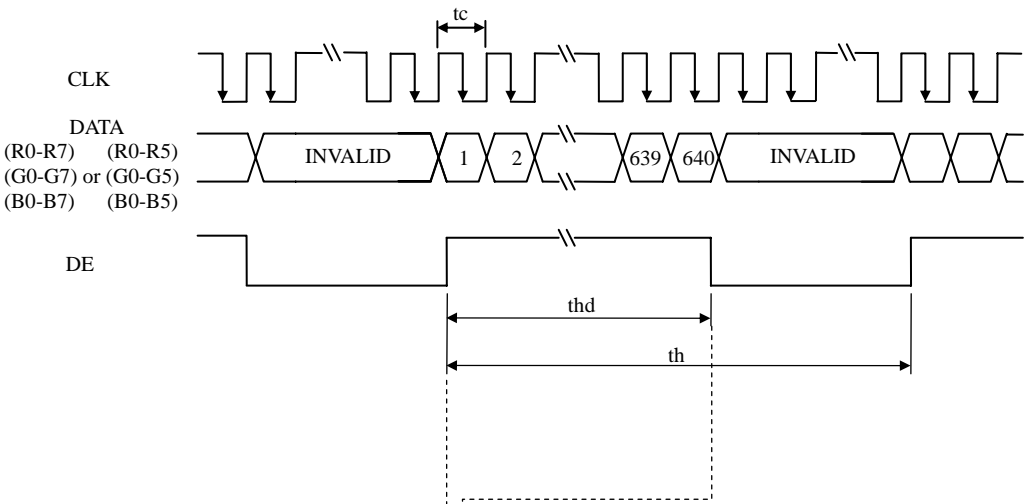 tc
CLK
DATA
(R0-R7) (R0-R5)
(G0-G7) or (G0-G5)
(B0-B7) (B0-B5)
INVALID 1 2 639 640 INVALID
DE
thd
th